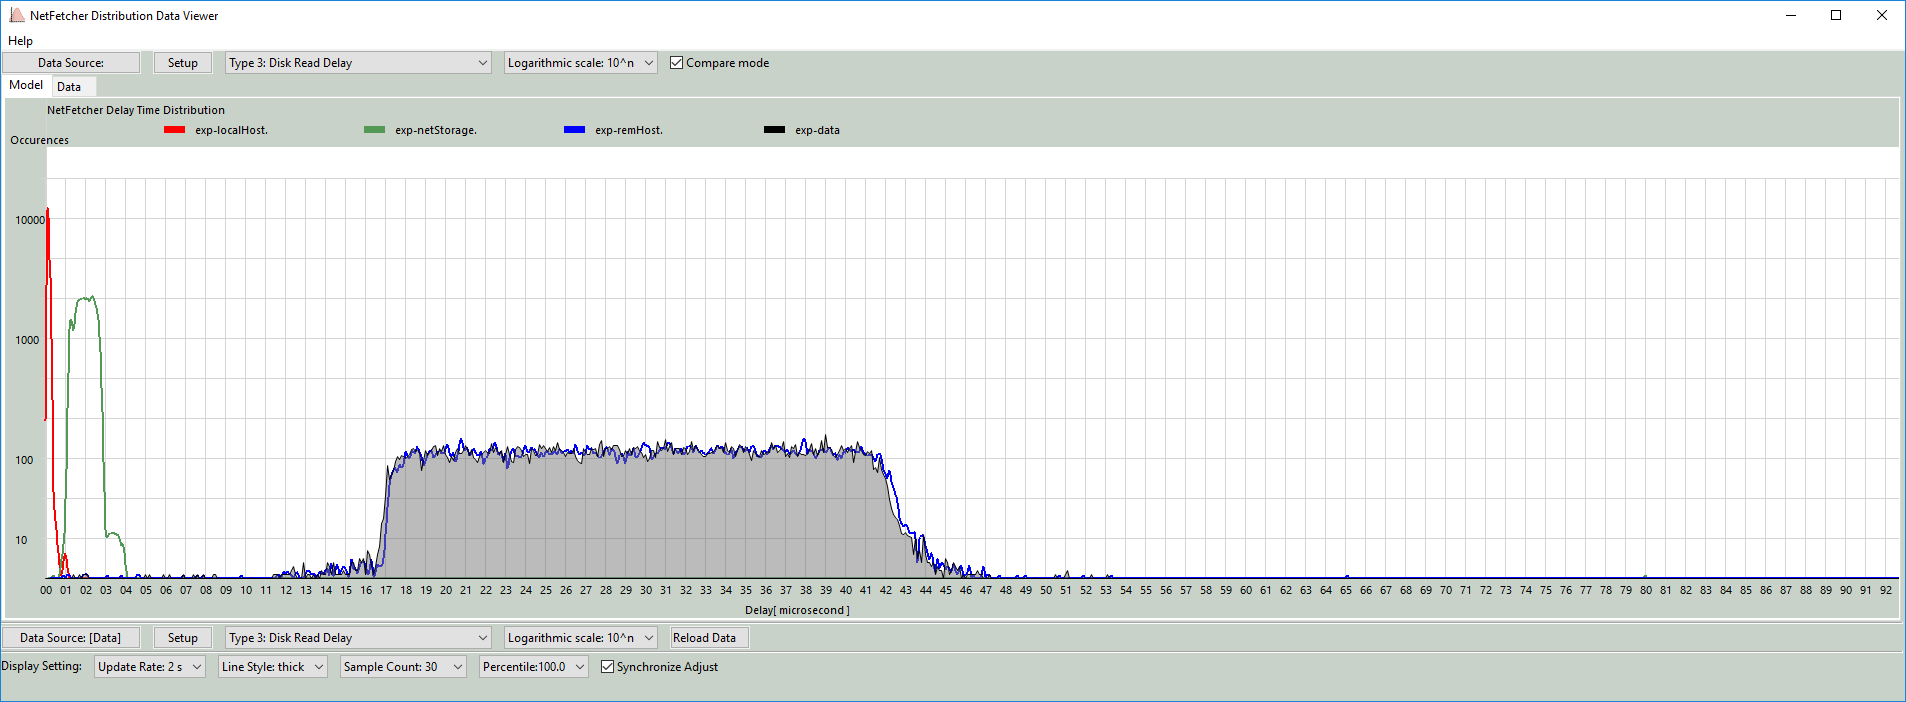 NetFetcher Distribution Data Viewer
Help
Data Source: Setup Type 3: Disk Read Delay Logarithmic scale: 10^n Compare mode
Model Data
NetFetcher Delay Time Distribution
exp-localHost. exp-netStorage. exp-remHost. exp-data
Occurences
10000
1000
100
10
00 01 02 03 04 05 06 07 08 09 10 11 12 13 14 15 16 17 18 19 20 21 22 23 24 25 26 27 28 29 30 31 32 33 34 35 36 37 38 39 40 41 42 43 44 45 46 47 48 49 50 51 52 53 54 55 56 57 58 59 60 61 62 63 64 65 66 67 68 69 70 71 72 73 74 75 76 77 78 79 80 81 82 83 84 85 86 87 88 89 90 91 92
Delay[ microsecond ]
Data Source: [Data] Setup Type 3: Disk Read Delay Logarithmic scale: 10^n Reload Data
Display Setting: Update Rate: 2 s Line Style: thick Sample Count: 30 Percentile:100.0 Synchronize Adjust